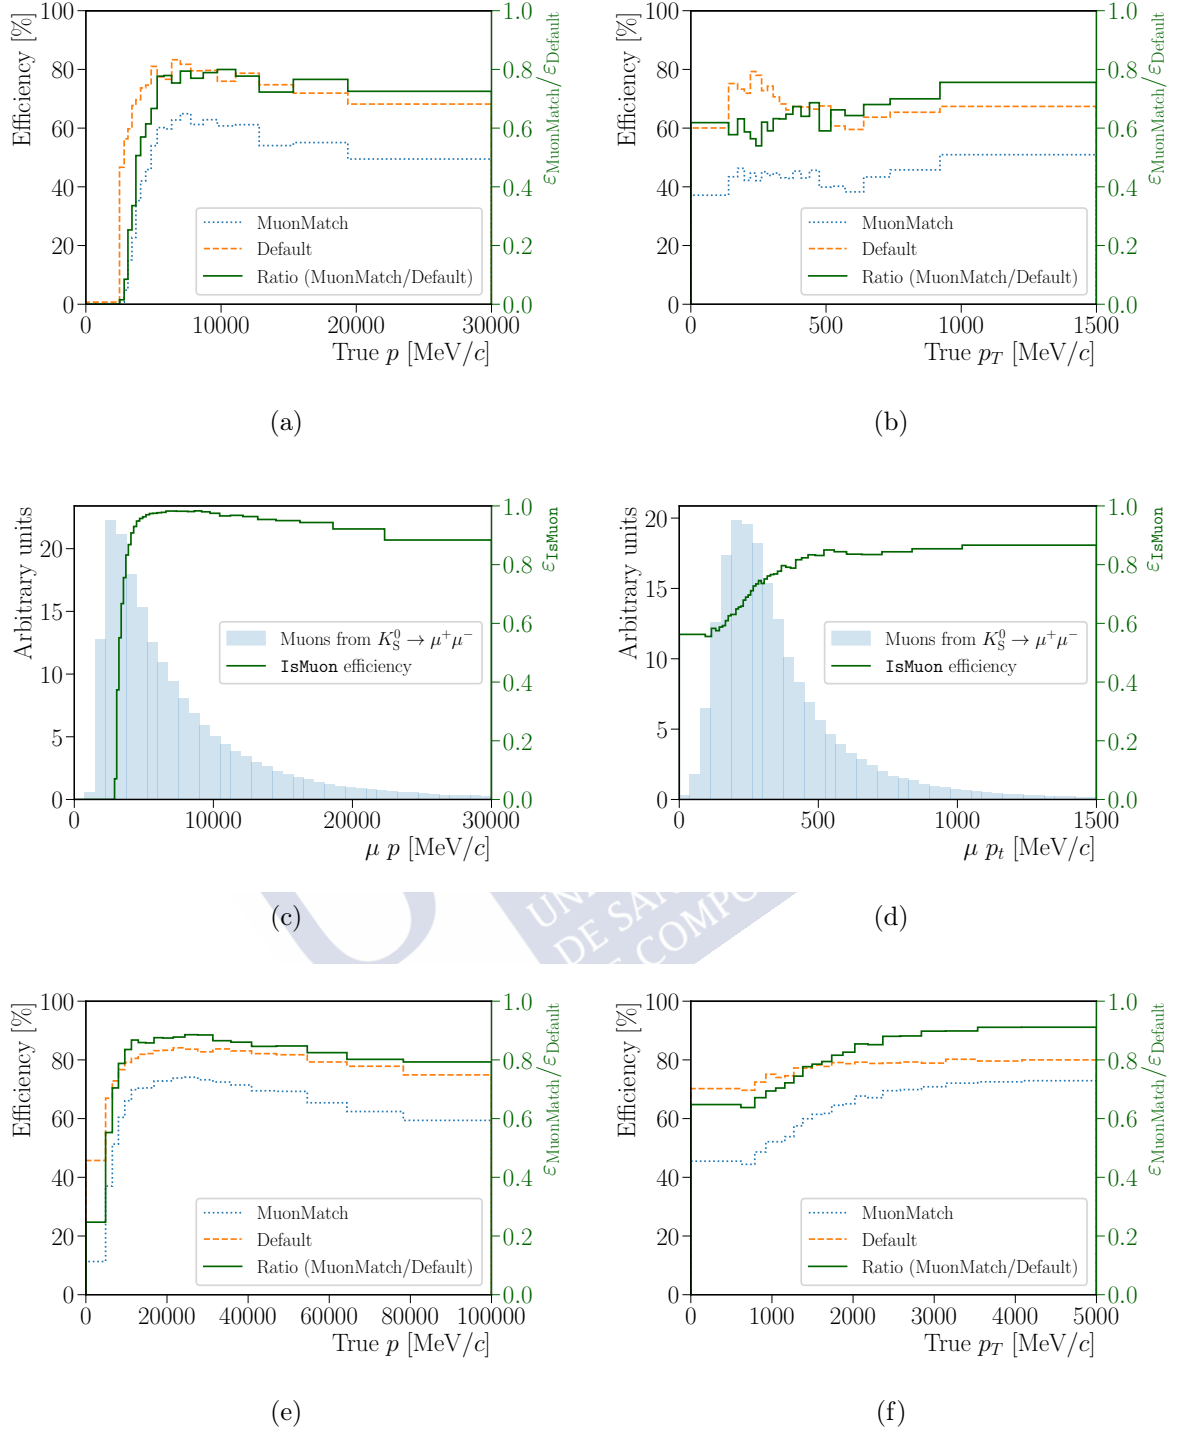 100
80
60
40
20
0
Efficiency [%]
1.0
0.8
0.6
0.4
0.2
0.0
εMuonMatch/εDefault
MuonMatch
Default
Ratio (MuonMatch/Default)
0 10000 20000 30000
True p [MeV/c]
(a)
100
80
60
40
20
0
Efficiency [%]
1.0
0.8
0.6
0.4
0.2
0.0
εMuonMatch/εDefault
MuonMatch
Default
Ratio (MuonMatch/Default)
0 500 1000 1500
True pT [MeV/c]
(b)
20
15
10
5
0
Arbitrary units
1.0
0.8
0.6
0.4
0.2
0.0
εIsMuon
Muons from K_S^0 → μ⁺μ⁻
IsMuon efficiency
0 10000 20000 30000
μ p [MeV/c]
(c)
20
15
10
5
0
Arbitrary units
1.0
0.8
0.6
0.4
0.2
0.0
εIsMuon
Muons from K_S^0 → μ⁺μ⁻
IsMuon efficiency
0 500 1000 1500
μ pt [MeV/c]
(d)
DE SAN
COMPO
100
80
60
40
20
0
Efficiency [%]
1.0
0.8
0.6
0.4
0.2
0.0
εMuonMatch/εDefault
MuonMatch
Default
Ratio (MuonMatch/Default)
0 20000 40000 60000 80000 100000
True p [MeV/c]
(e)
100
80
60
40
20
0
Efficiency [%]
1.0
0.8
0.6
0.4
0.2
0.0
εMuonMatch/εDefault
MuonMatch
Default
Ratio (MuonMatch/Default)
0 1000 2000 3000 4000 5000
True pT [MeV/c]
(f)